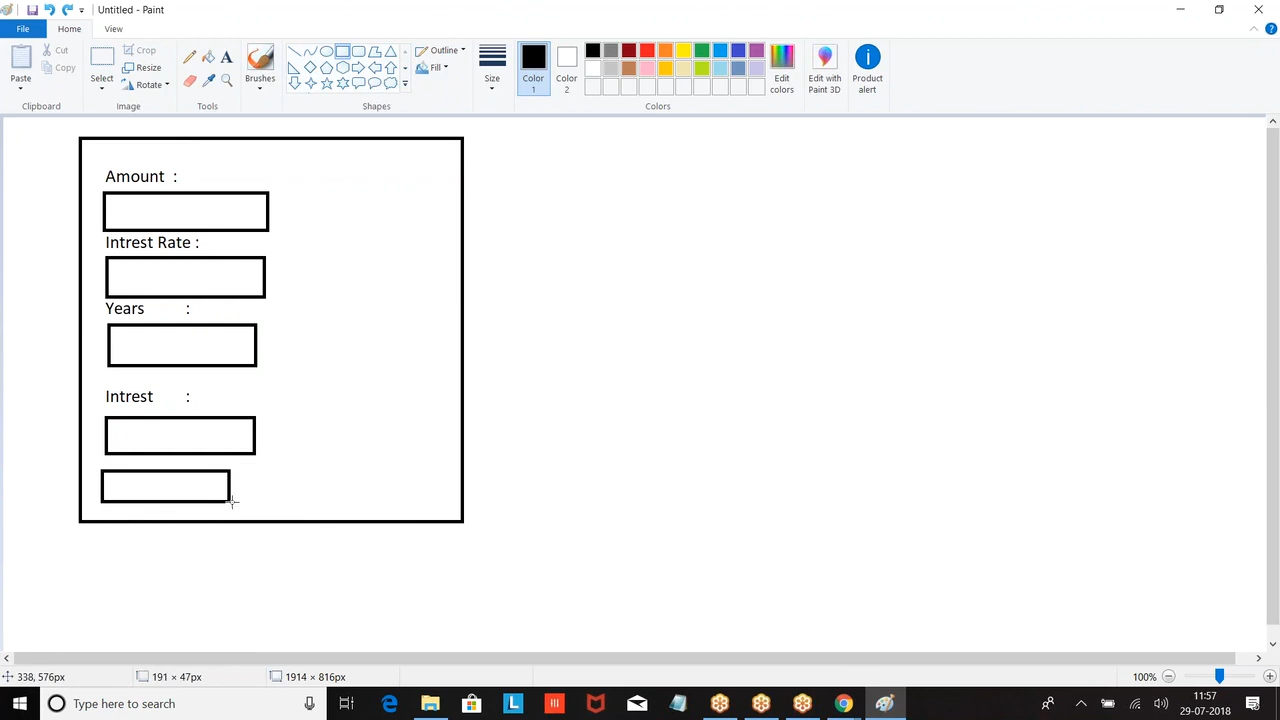 Untitled - Paint
File
Home
View
Paste
Cut
Copy
Clipboard
Select
Crop
Resize
Rotate
Image
A
Tools
Brushes
Shapes
Outline
Fill
Size
Color
1
Color
2
Edit
colors
Colors
Edit with
Paint 3D
Product
alert
Amount :
Intrest Rate :
Years :
Intrest :
338, 576px
191 × 47px
1914 × 816px
100%
Type here to search
11:57
29-07-2018